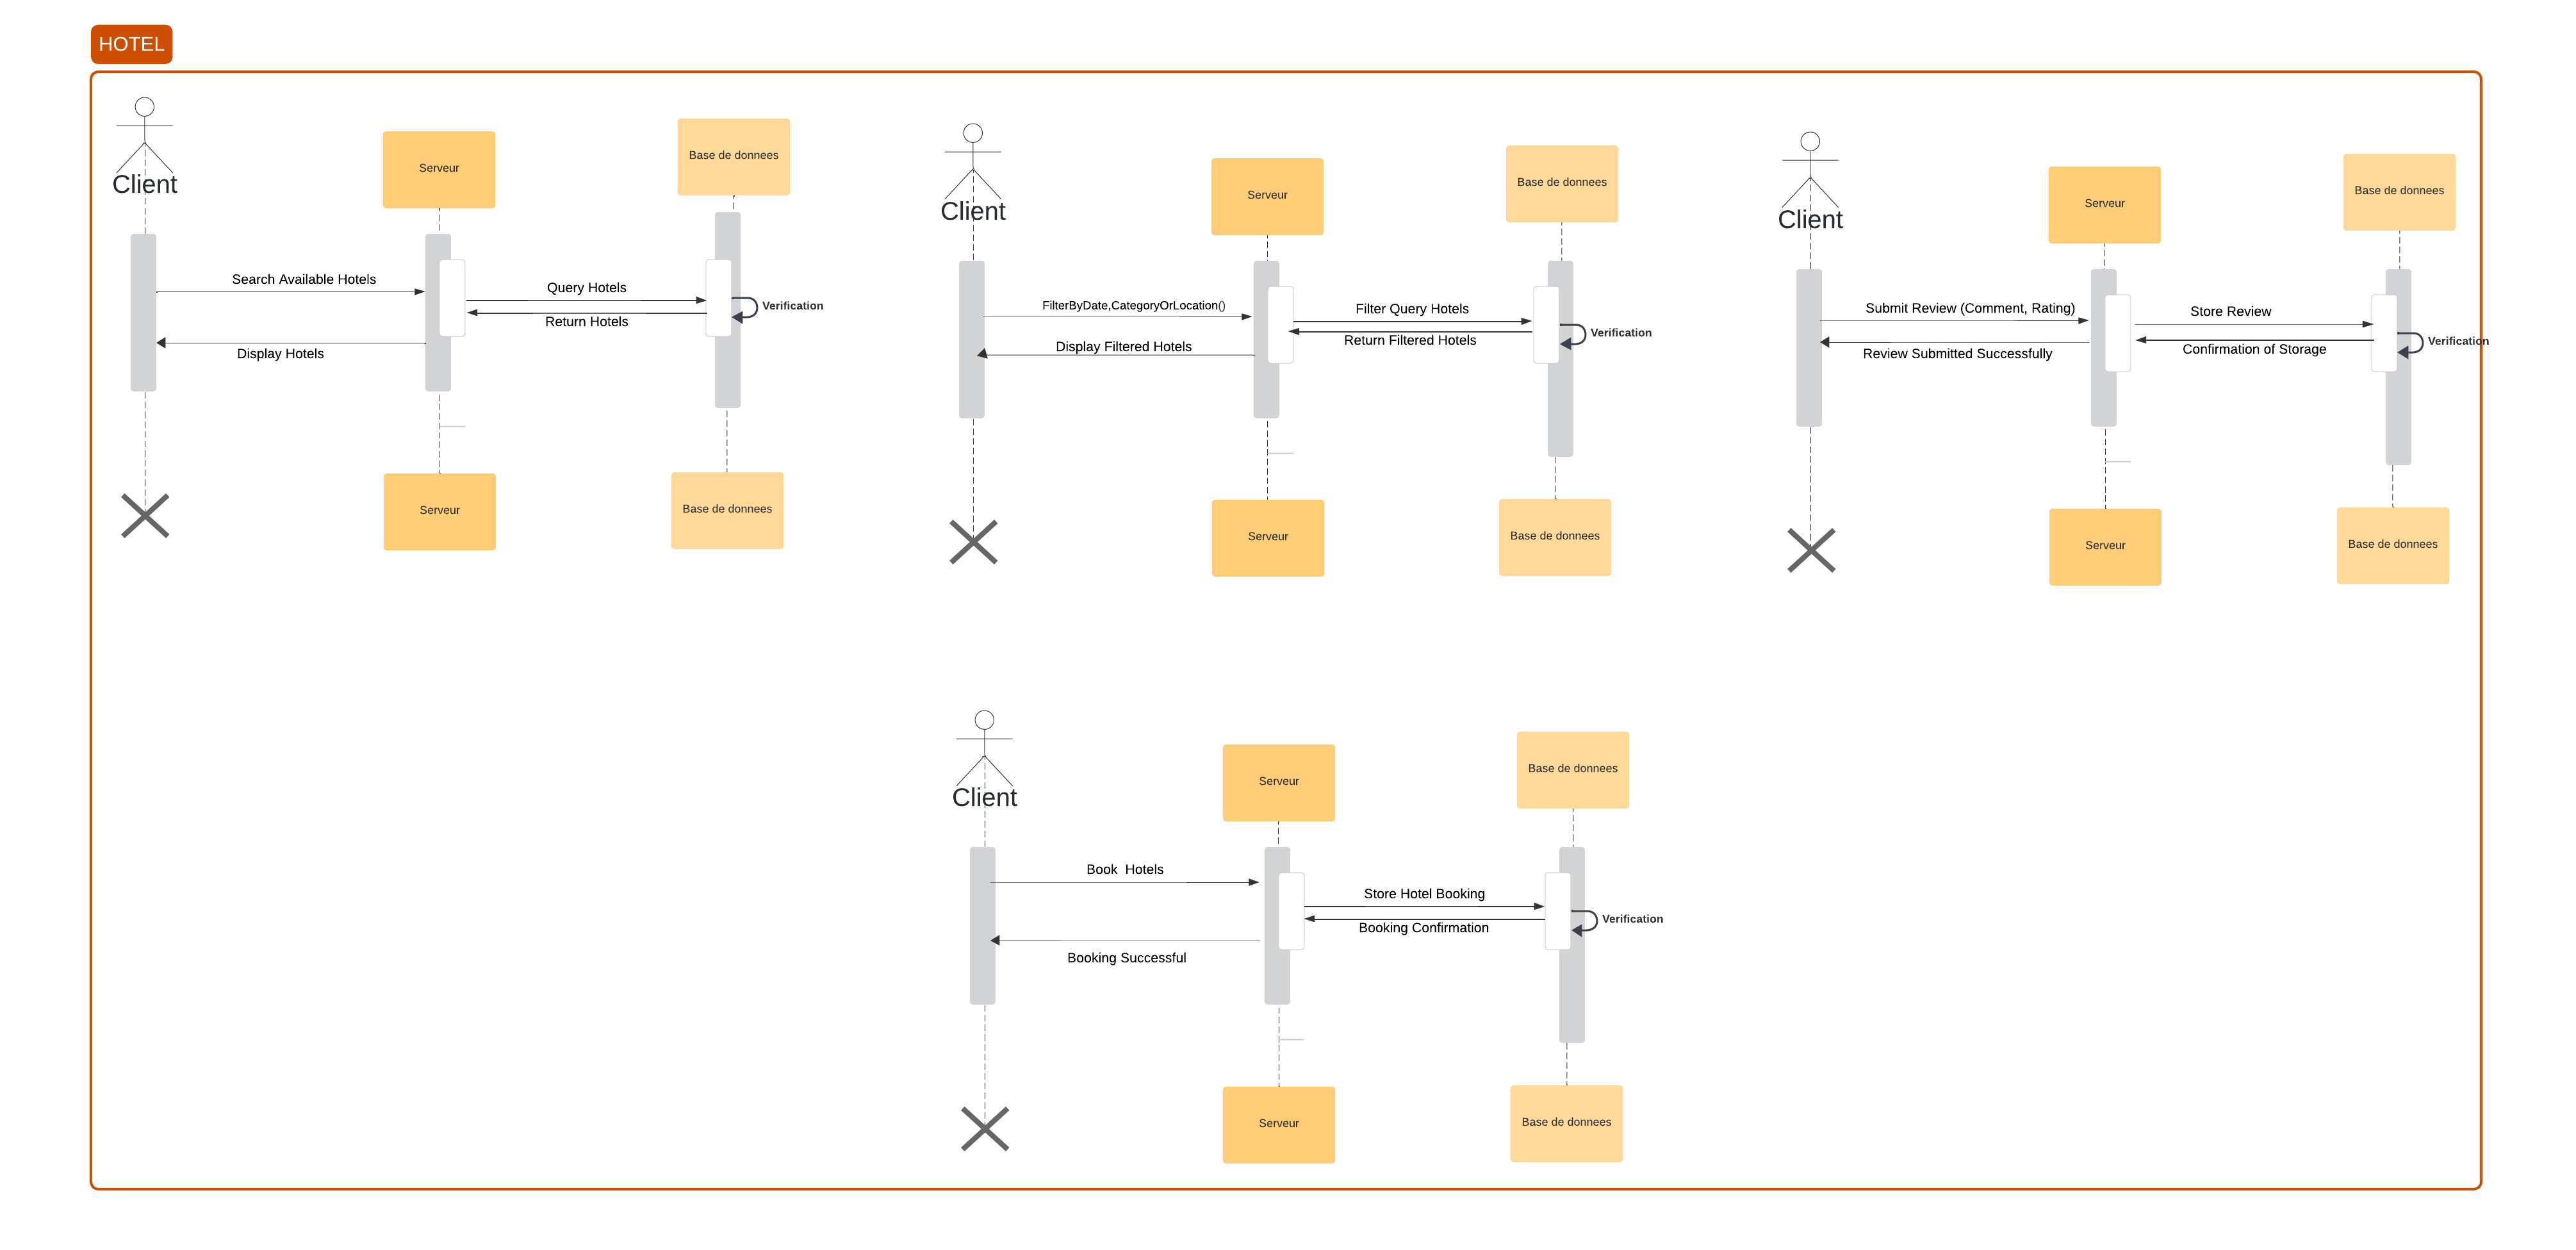 HOTEL
Client
Serveur
Base de donnees
Search Available Hotels
Query Hotels
Verification
Return Hotels
Display Hotels
Serveur
Base de donnees
Client
Serveur
Base de donnees
FilterByDate,CategoryOrLocation()
Filter Query Hotels
Verification
Return Filtered Hotels
Display Filtered Hotels
Serveur
Base de donnees
Client
Serveur
Base de donnees
Submit Review (Comment, Rating)
Store Review
Verification
Confirmation of Storage
Review Submitted Successfully
Serveur
Base de donnees
Client
Serveur
Base de donnees
Book  Hotels
Store Hotel Booking
Verification
Booking Confirmation
Booking Successful
Serveur
Base de donnees